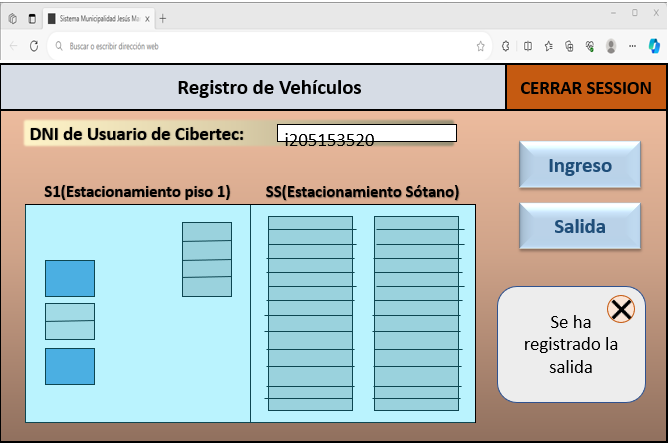 Sistema Municipalidad Jesús Ma
Buscar o escribir dirección web
Registro de Vehículos
CERRAR SESSION
DNI de Usuario de Cibertec:
i205153520
Ingreso
S1(Estacionamiento piso 1)
SS(Estacionamiento Sótano)
Salida
Se ha
registrado la
salida